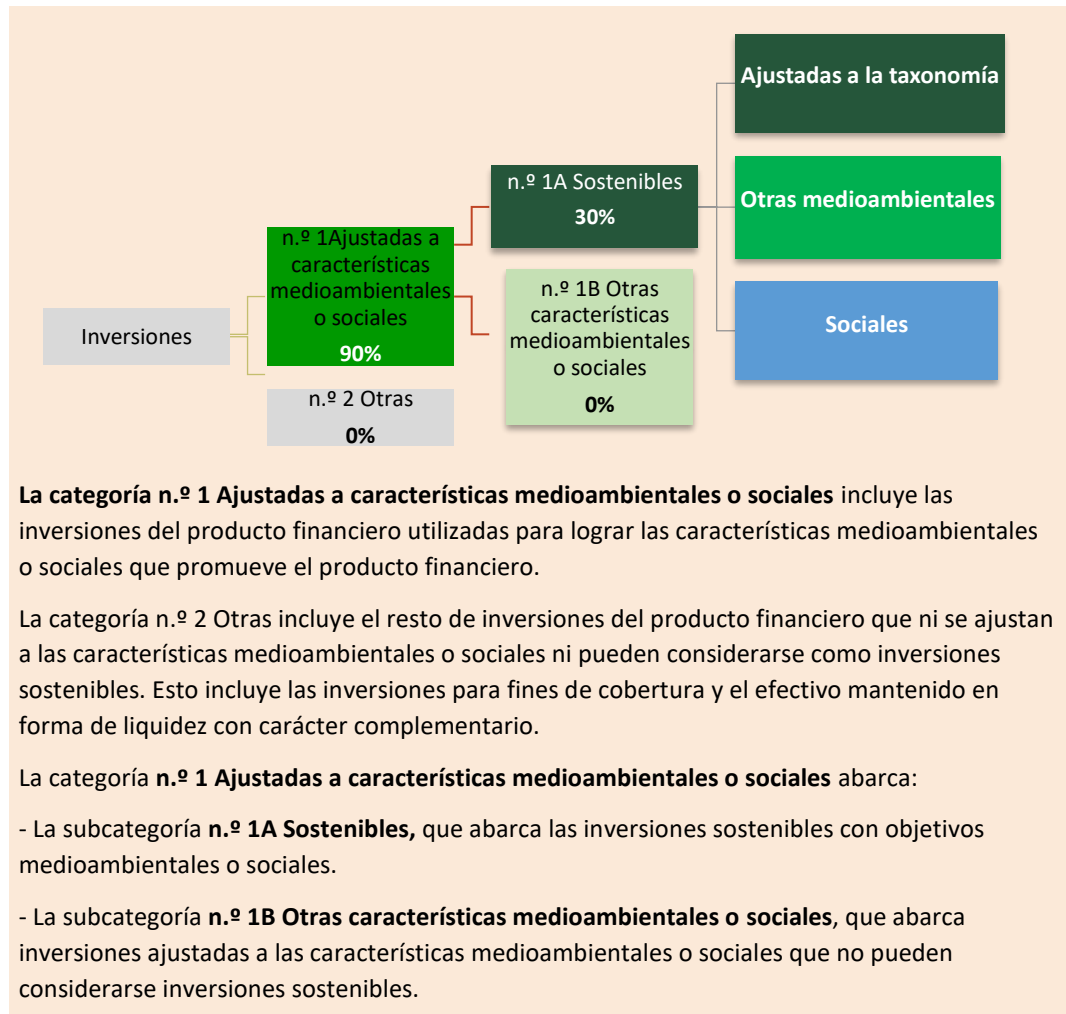 Inversiones
n.º 1Ajustadas a
características
medioambientales
o sociales
90%
n.º 2 Otras
0%
n.º 1A Sostenibles
30%
n.º 1B Otras
características
medioambientales
o sociales
0%
Ajustadas a la taxonomía
Otras medioambientales
Sociales
La categoría n.º 1 Ajustadas a características medioambientales o sociales incluye las
inversiones del producto financiero utilizadas para lograr las características medioambientales
o sociales que promueve el producto financiero.
La categoría n.º 2 Otras incluye el resto de inversiones del producto financiero que ni se ajustan
a las características medioambientales o sociales ni pueden considerarse como inversiones
sostenibles. Esto incluye las inversiones para fines de cobertura y el efectivo mantenido en
forma de liquidez con carácter complementario.
La categoría n.º 1 Ajustadas a características medioambientales o sociales abarca:
- La subcategoría n.º 1A Sostenibles, que abarca las inversiones sostenibles con objetivos
medioambientales o sociales.
- La subcategoría n.º 1B Otras características medioambientales o sociales, que abarca
inversiones ajustadas a las características medioambientales o sociales que no pueden
considerarse inversiones sostenibles.